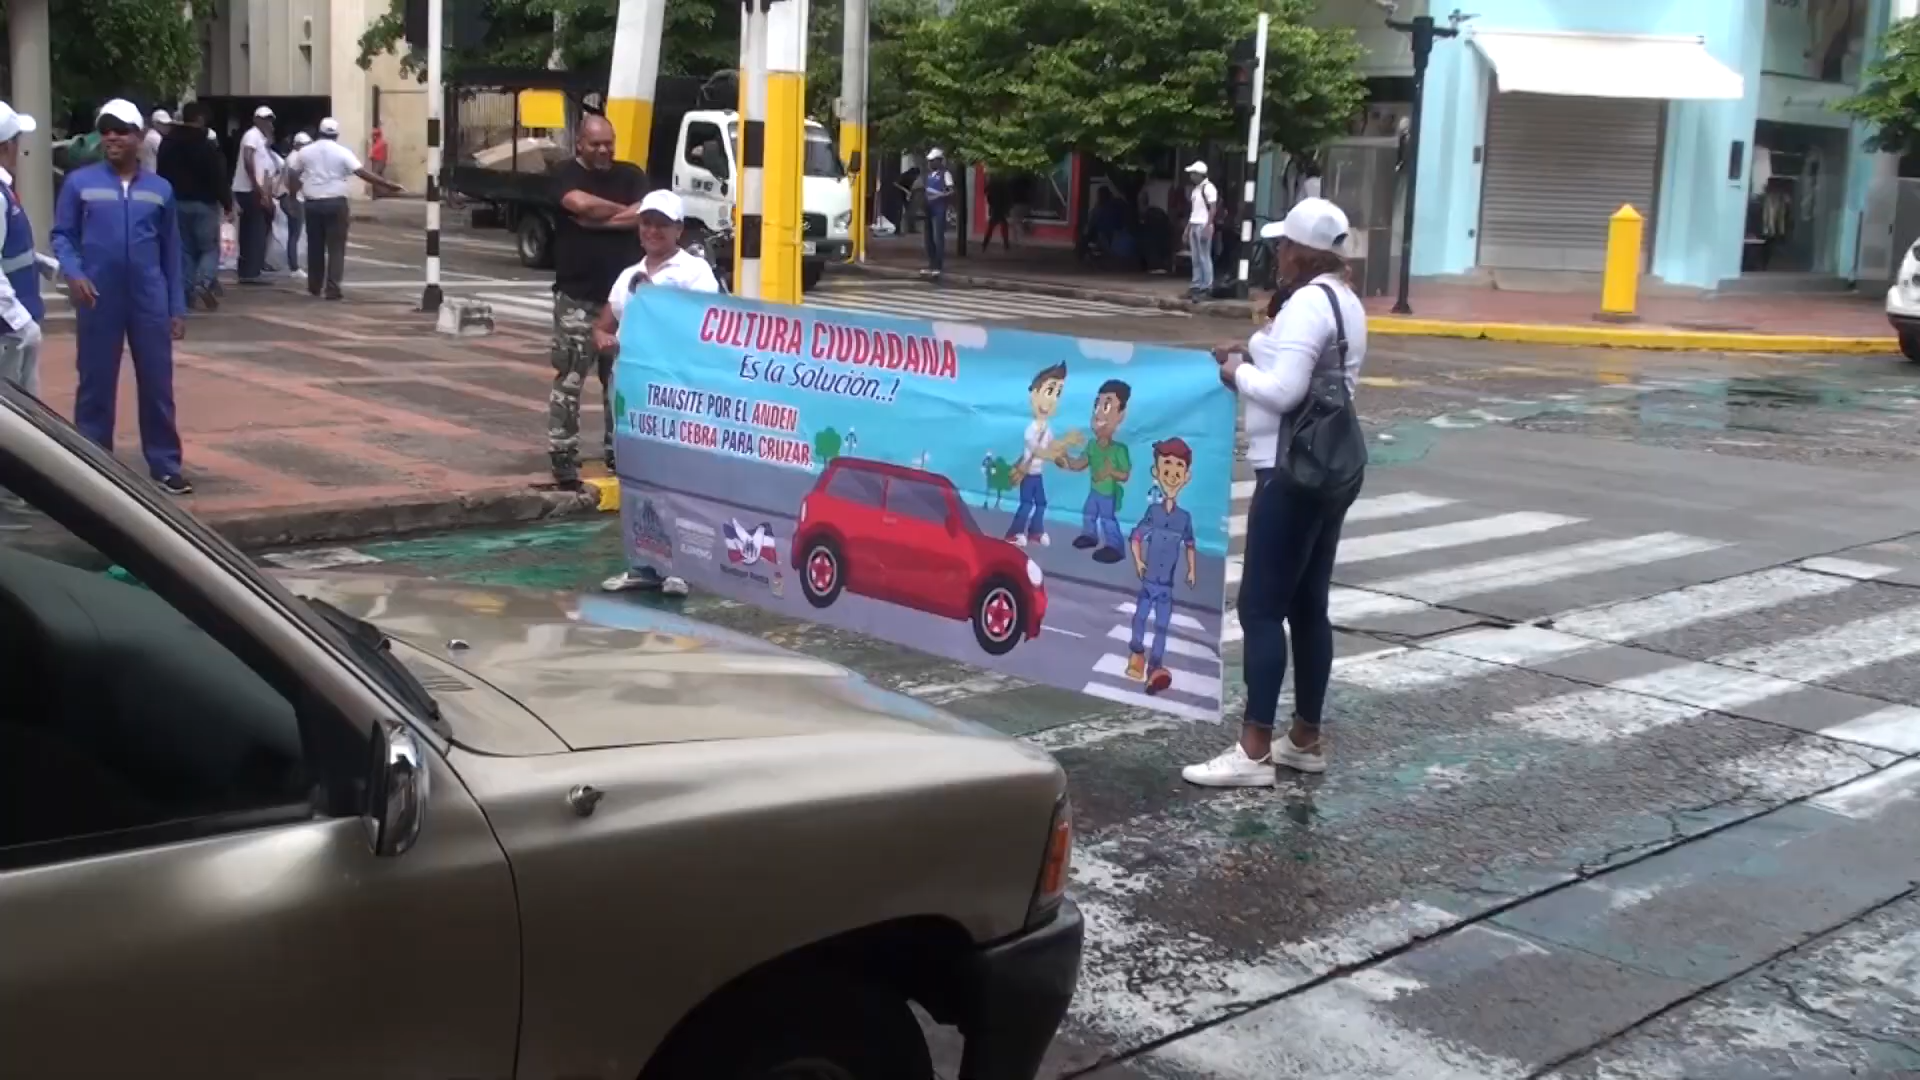 CULTURA CIUDADANA
Es la Solución..!
TRANSITE POR EL ANDEN
Y USE LA CEBRA PARA CRUZAR.